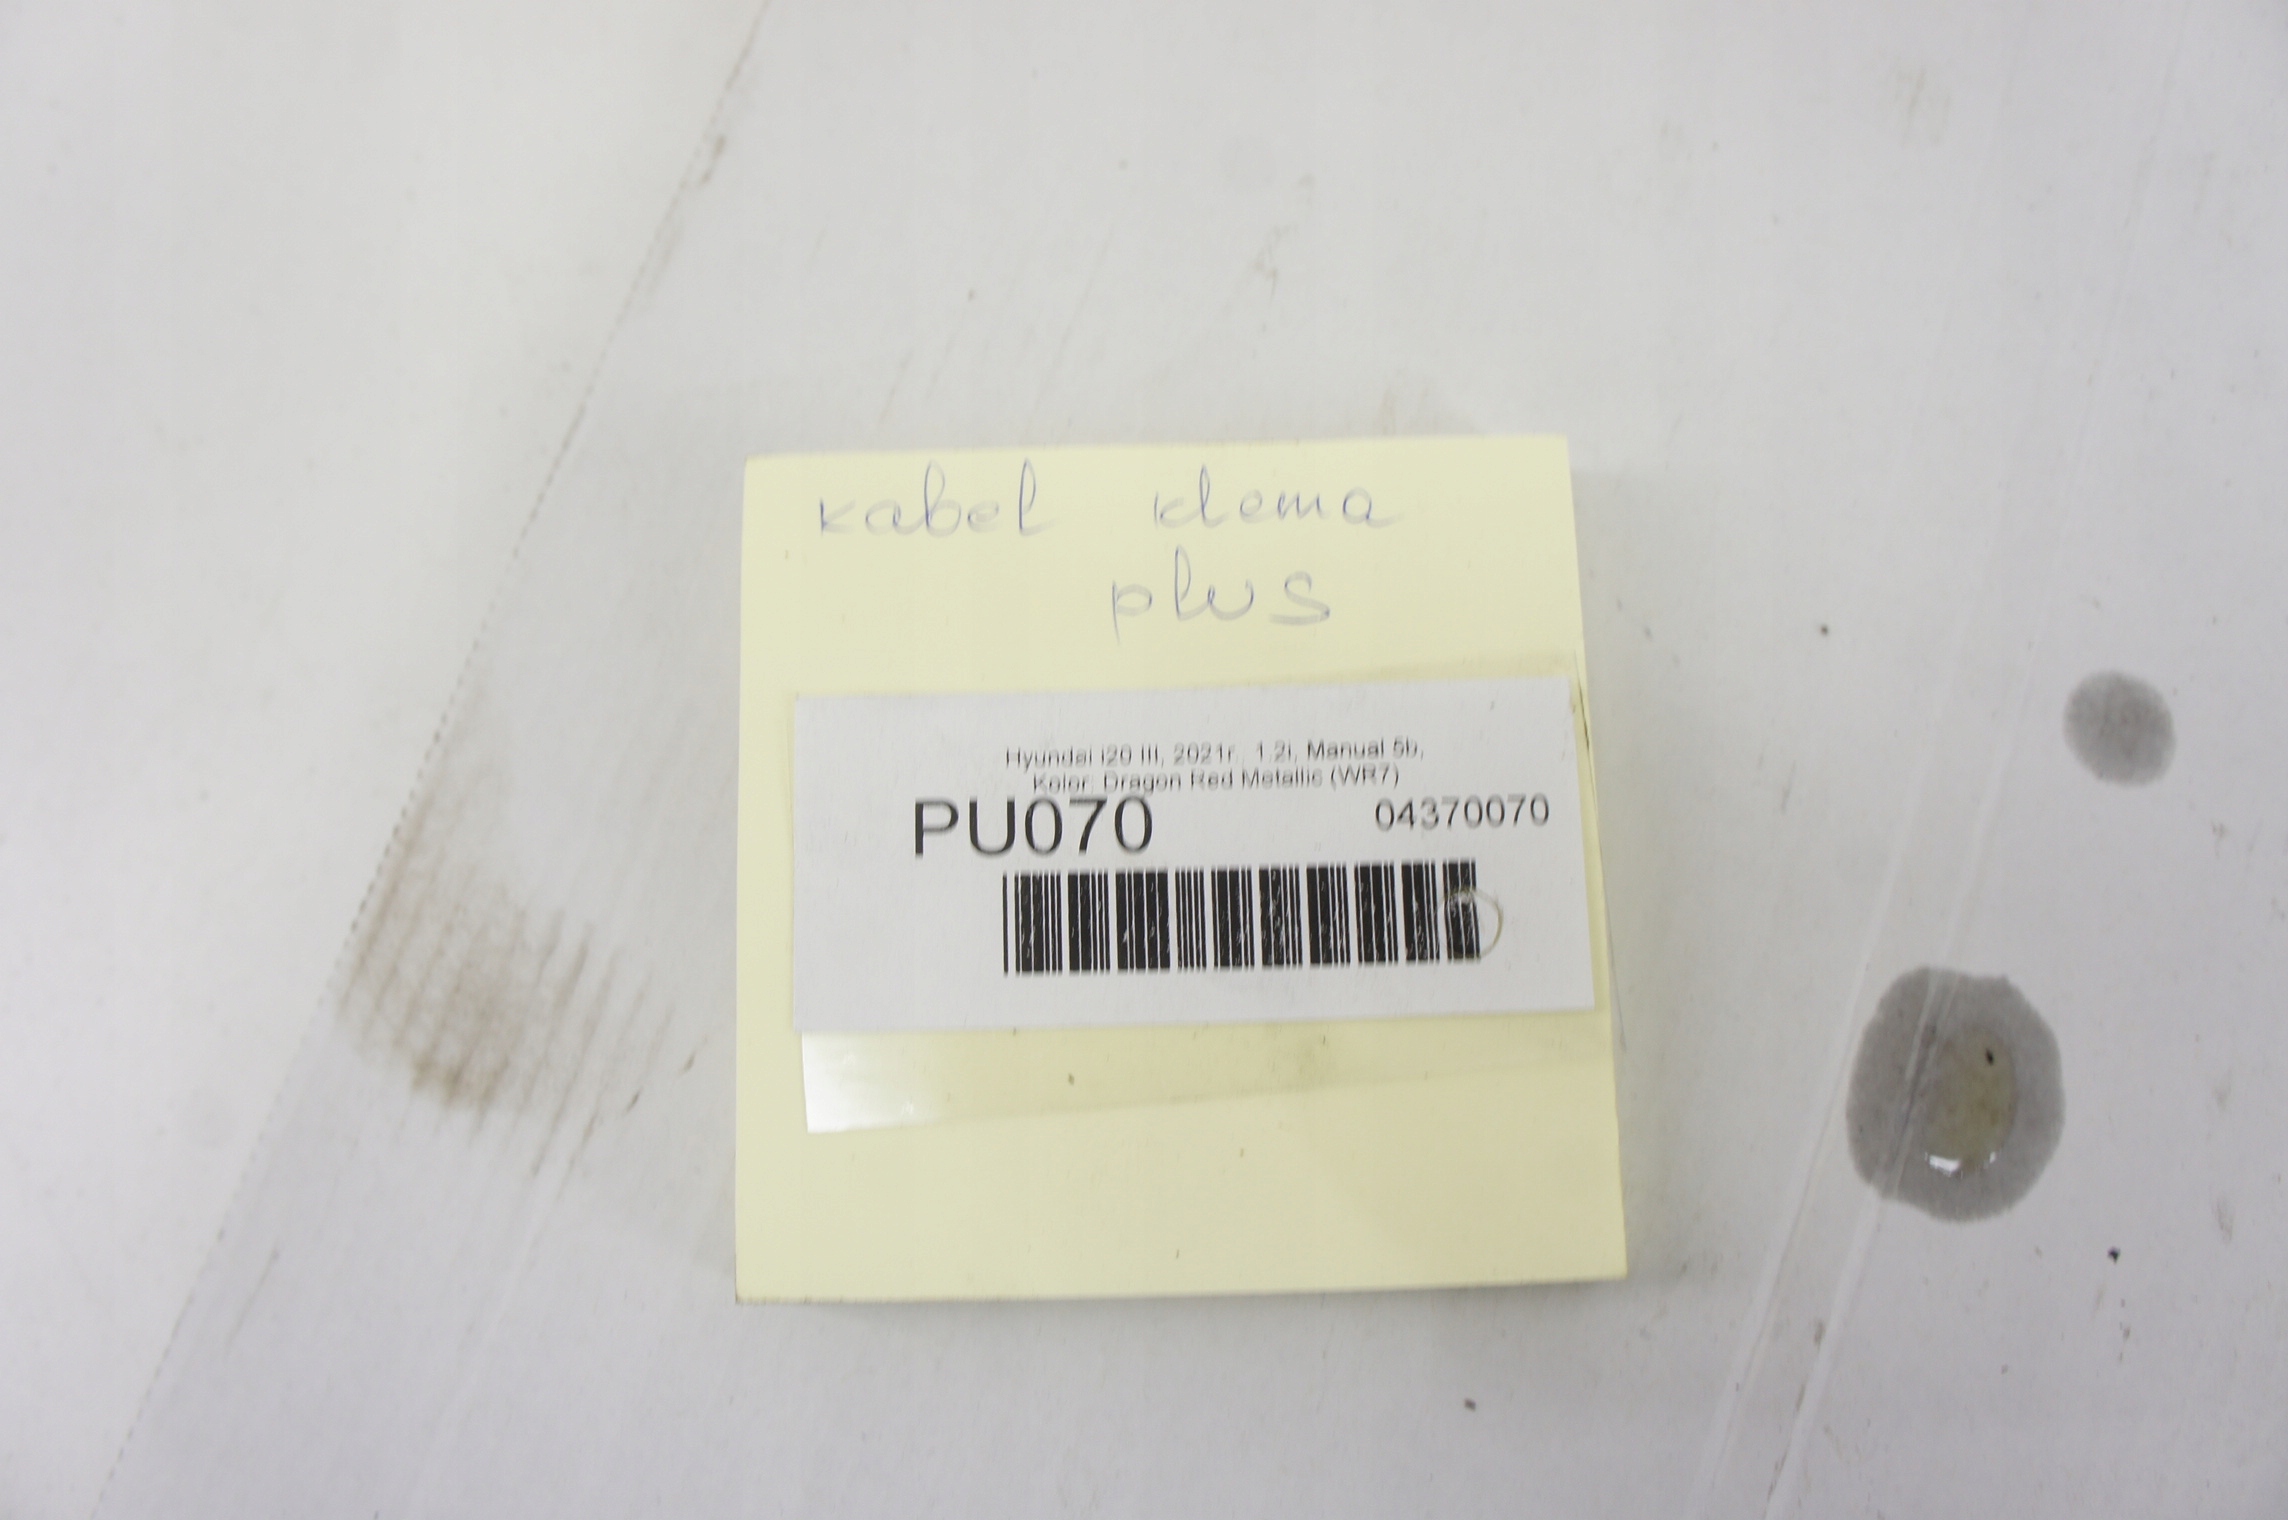 kabel klema
plus
Hyundai i20 III, 2021r., 1.2i, Manual 5b,
Kolor: Dragon Red Metallic (WR7)
PU070 04370070